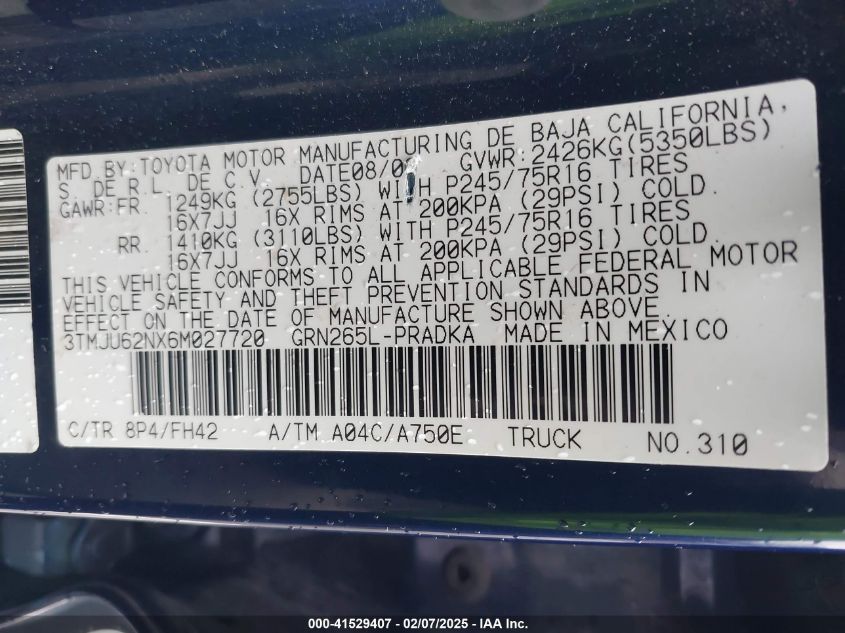 MFD.BY:TOYOTA MOTOR MANUFACTURING DE BAJA CALIFORNIA,
S. DE R.L. DE C.V. DATE08/0 GVWR:2426KG(5350LBS)
GAWR:FR. 1249KG (2755LBS) WITH P245/75R16 TIRES
16X7JJ 16X RIMS AT 200KPA (29PSI) COLD.
RR. 1410KG (3110LBS) WITH P245/75R16 TIRES
16X7JJ 16X RIMS AT 200KPA (29PSI) COLD.
THIS VEHICLE CONFORMS TO ALL APPLICABLE FEDERAL MOTOR
VEHICLE SAFETY AND THEFT PREVENTION STANDARDS IN
EFFECT ON THE DATE OF MANUFACTURE SHOWN ABOVE.
3TMJU62NX6M027720 GRN265L-PRADKA MADE IN MEXICO
C/TR 8P4/FH42 A/TM A04C/A750E TRUCK NO.310
000-41529407 - 02/07/2025 - IAA Inc.